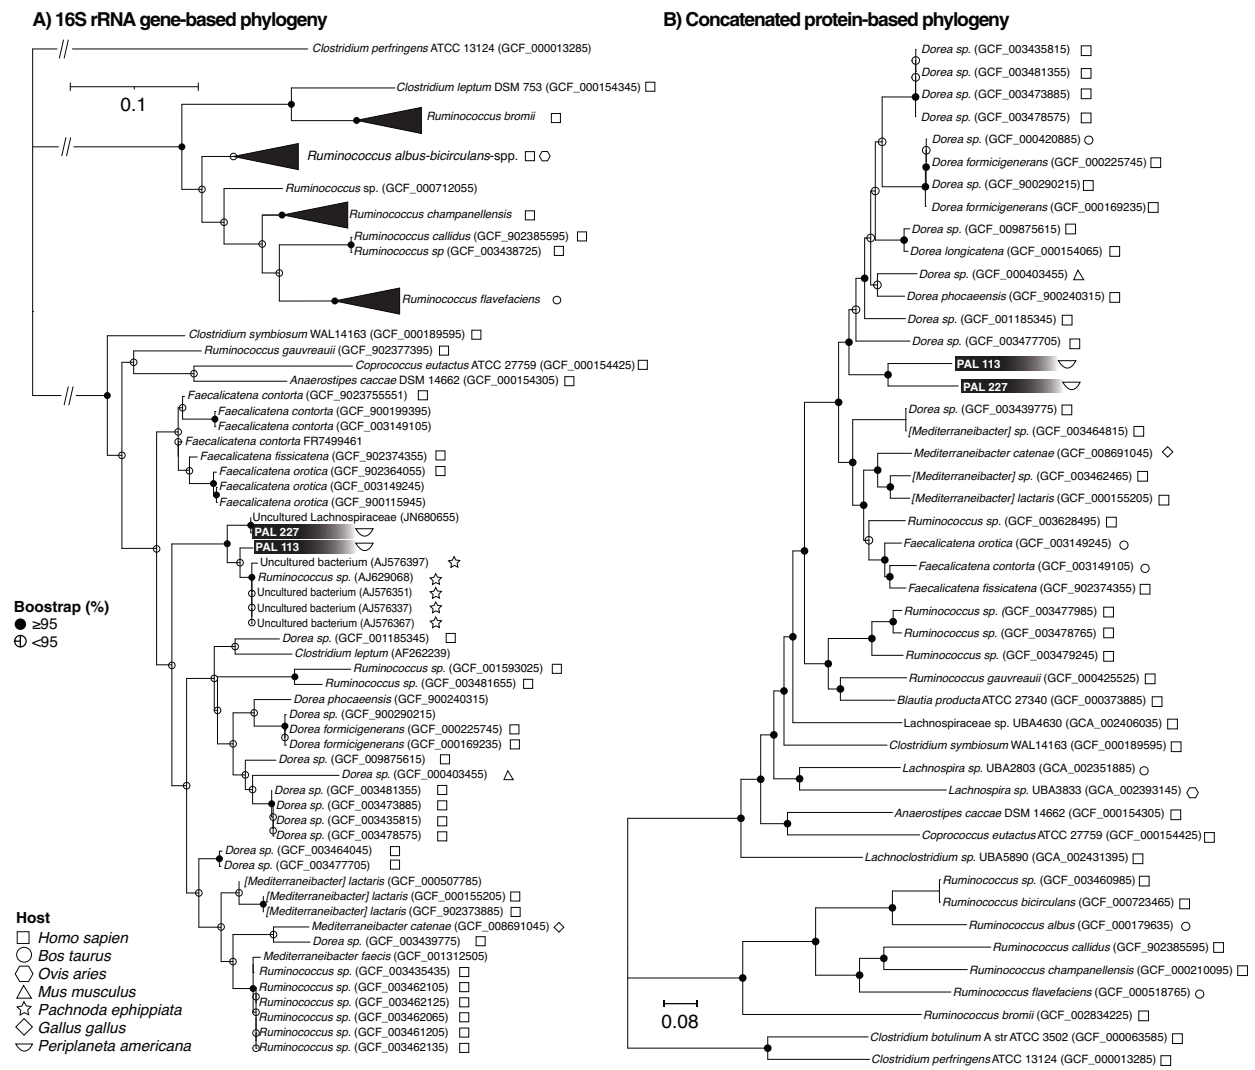 A) 16S rRNA gene-based phylogeny
Clostridium perfringens ATCC 13124 (GCF_000013285)
0.1
Clostridium leptum DSM 753 (GCF_000154345)
Ruminococcus bromii
Ruminococcus albus-bicirculans-spp.
Ruminococcus sp. (GCF_000712055)
Ruminococcus champanellensis
Ruminococcus callidus (GCF_902385595)
Ruminococcus sp (GCF_003438725)
Ruminococcus flavefaciens
Clostridium symbiosum WAL14163 (GCF_000189595)
Ruminococcus gauvreauii (GCF_902377395)
Coprococcus eutactus ATCC 27759 (GCF_000154425)
Anaerostipes caccae DSM 14662 (GCF_000154305)
Faecalicatena contorta (GCF_9023755551)
Faecalicatena contorta (GCF_900199395)
Faecalicatena contorta (GCF_003149105)
Faecalicatena contorta FR7499461
Faecalicatena fissicatena (GCF_902374355)
Faecalicatena orotica (GCF_902364055)
Faecalicatena orotica (GCF_003149245)
Faecalicatena orotica (GCF_900115945)
Uncultured Lachnospiraceae (JN680655)
PAL 227
PAL 113
Uncultured bacterium (AJ576397)
Ruminococcus sp. (AJ629068)
Uncultured bacterium (AJ576351)
Uncultured bacterium (AJ576337)
Uncultured bacterium (AJ576367)
Dorea sp. (GCF_001185345)
Clostridium leptum (AF262239)
Ruminococcus sp. (GCF_001593025)
Ruminococcus sp. (GCF_003481655)
Dorea phocaeensis (GCF_900240315)
Dorea sp. (GCF_900290215)
Dorea formicigenerans (GCF_000225745)
Dorea formicigenerans (GCF_000169235)
Dorea sp. (GCF_009875615)
Dorea sp. (GCF_000403455)
Dorea sp. (GCF_003481355)
Dorea sp. (GCF_003473885)
Dorea sp. (GCF_003435815)
Dorea sp. (GCF_003478575)
Dorea sp. (GCF_003464045)
Dorea sp. (GCF_003477705)
[Mediterraneibacter] lactaris (GCF_000507785)
[Mediterraneibacter] lactaris (GCF_000155205)
[Mediterraneibacter] lactaris (GCF_902373885)
Mediterraneibacter catenae (GCF_008691045)
Dorea sp. (GCF_003439775)
Mediterraneibacter faecis (GCF_001312505)
Ruminococcus sp. (GCF_003435435)
Ruminococcus sp. (GCF_003462105)
Ruminococcus sp. (GCF_003462125)
Ruminococcus sp. (GCF_003462065)
Ruminococcus sp. (GCF_003461205)
Ruminococcus sp. (GCF_003462135)
Boostrap (%)
≥95
<95
Host
Homo sapien
Bos taurus
Ovis aries
Mus musculus
Pachnoda ephippiata
Gallus gallus
Periplaneta americana
B) Concatenated protein-based phylogeny
Dorea sp. (GCF_003435815)
Dorea sp. (GCF_003481355)
Dorea sp. (GCF_003473885)
Dorea sp. (GCF_003478575)
Dorea sp. (GCF_000420885)
Dorea formicigenerans (GCF_000225745)
Dorea sp. (GCF_900290215)
Dorea formicigenerans (GCF_000169235)
Dorea sp. (GCF_009875615)
Dorea longicatena (GCF_000154065)
Dorea sp. (GCF_000403455)
Dorea phocaeensis (GCF_900240315)
Dorea sp. (GCF_001185345)
Dorea sp. (GCF_003477705)
PAL 113
PAL 227
Dorea sp. (GCF_003439775)
[Mediterraneibacter] sp. (GCF_003464815)
Mediterraneibacter catenae (GCF_008691045)
[Mediterraneibacter] sp. (GCF_003462465)
[Mediterraneibacter] lactaris (GCF_000155205)
Ruminococcus sp. (GCF_003628495)
Faecalicatena orotica (GCF_003149245)
Faecalicatena contorta (GCF_003149105)
Faecalicatena fissicatena (GCF_902374355)
Ruminococcus sp. (GCF_003477985)
Ruminococcus sp. (GCF_003478765)
Ruminococcus sp. (GCF_003479245)
Ruminococcus gauvreauii (GCF_000425525)
Blautia producta ATCC 27340 (GCF_000373885)
Lachnospiraceae sp. UBA4630 (GCA_002406035)
Clostridium symbiosum WAL14163 (GCF_000189595)
Lachnospira sp. UBA2803 (GCA_002351885)
Lachnospira sp. UBA3833 (GCA_002393145)
Anaerostipes caccae DSM 14662 (GCF_000154305)
Coprococcus eutactus ATCC 27759 (GCF_000154425)
Lachnoclostridium sp. UBA5890 (GCA_002431395)
Ruminococcus sp. (GCF_003460985)
Ruminococcus bicirculans (GCF_000723465)
Ruminococcus albus (GCF_000179635)
Ruminococcus callidus (GCF_902385595)
Ruminococcus champanellensis (GCF_000210095)
Ruminococcus flavefaciens (GCF_000518765)
Ruminococcus bromii (GCF_002834225)
0.08
Clostridium botulinum A str ATCC 3502 (GCF_000063585)
Clostridium perfringens ATCC 13124 (GCF_000013285)